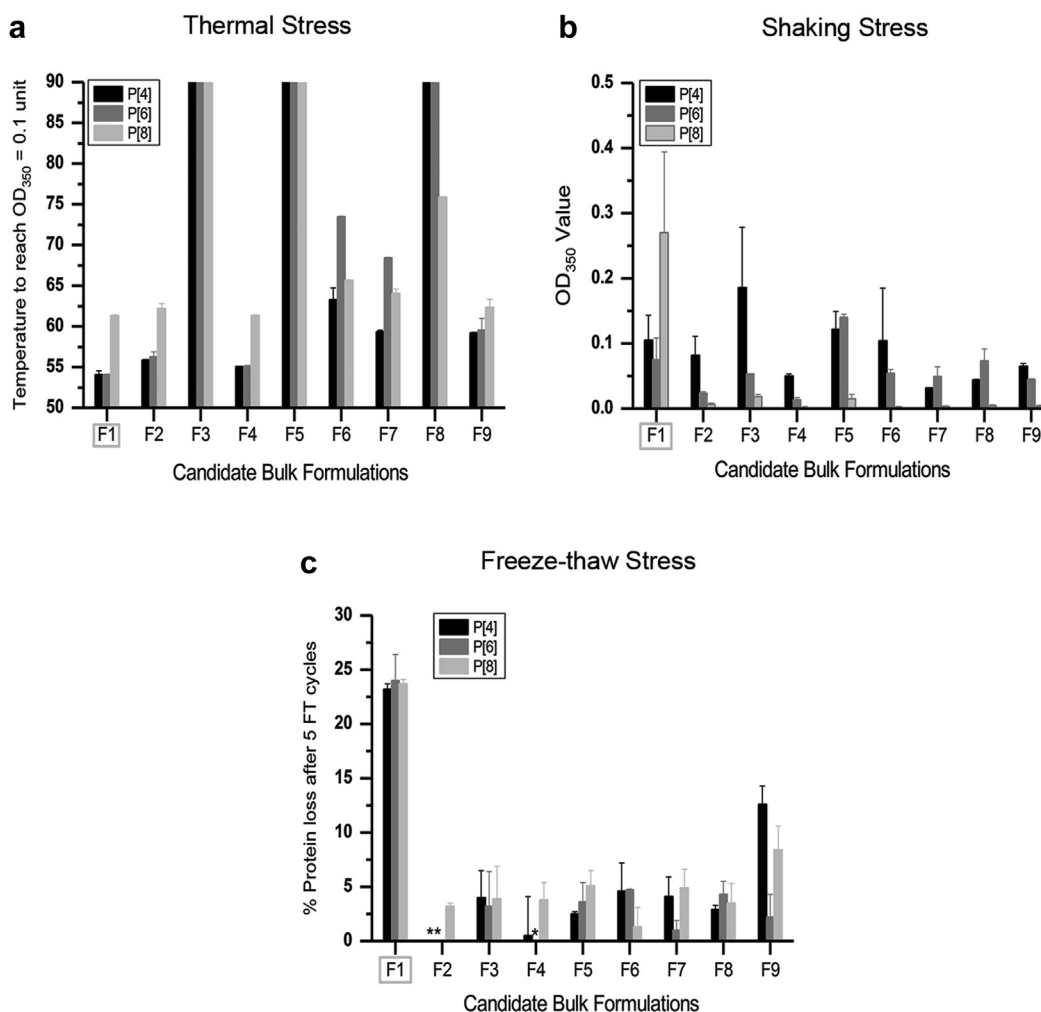 a
Thermal Stress
Temperature to reach OD350 = 0.1 unit
90
85
80
75
70
65
60
55
50
P[4]
P[6]
P[8]
F1 F2 F3 F4 F5 F6 F7 F8 F9
Candidate Bulk Formulations
b
Shaking Stress
OD350 Value
0.5
0.4
0.3
0.2
0.1
0.0
P[4]
P[6]
P[8]
F1 F2 F3 F4 F5 F6 F7 F8 F9
Candidate Bulk Formulations
c
Freeze-thaw Stress
% Protein loss after 5 FT cycles
30
25
20
15
10
5
0
P[4]
P[6]
P[8]
** *
F1 F2 F3 F4 F5 F6 F7 F8 F9
Candidate Bulk Formulations